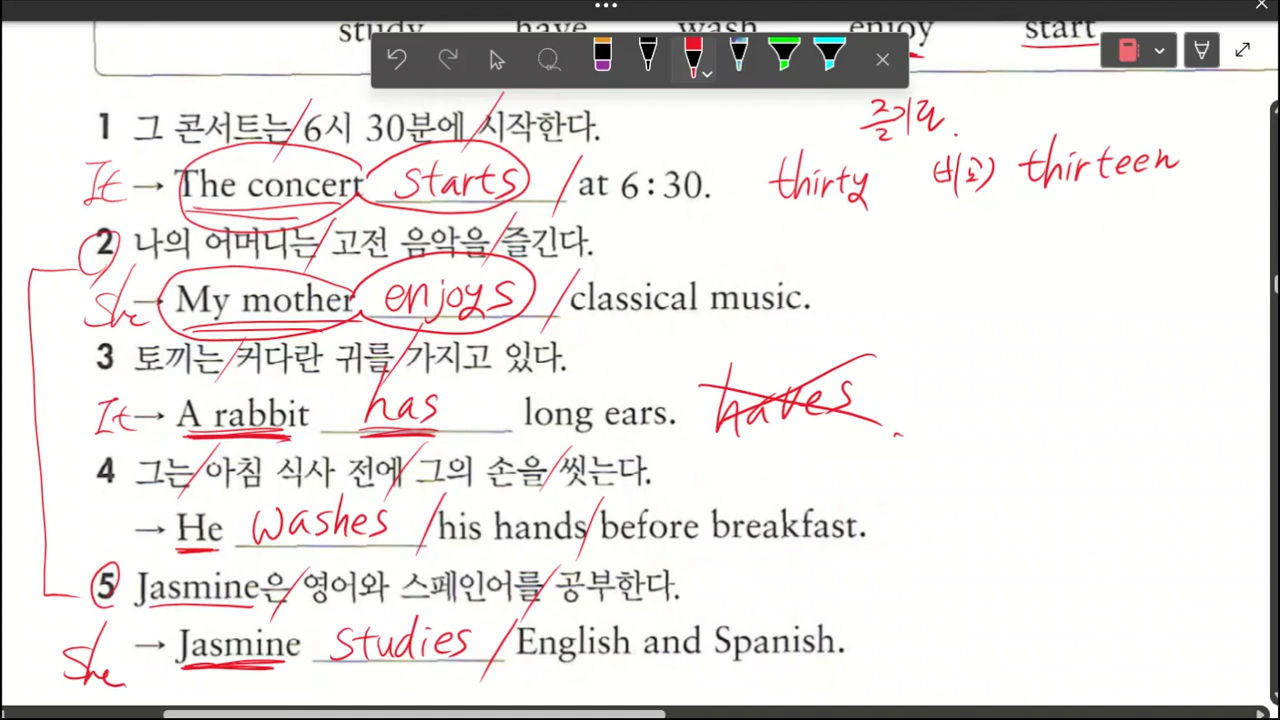 study have wash enjoy start
즐기다.
1 그 콘서트는 / 6시 30분에 / 시작한다.
It → The concert starts / at 6:30. thirty 비교) thirteen
2 나의 어머니는 / 고전 음악을 / 즐긴다.
She → My mother enjoys / classical music.
3 토끼는 / 커다란 귀를 / 가지고 있다.
It → A rabbit has long ears. haves
4 그는 / 아침 식사 전에 / 그의 손을 / 씻는다.
→ He washes / his hands / before breakfast.
5 Jasmine은 / 영어와 스페인어를 / 공부한다.
She → Jasmine studies / English and Spanish.